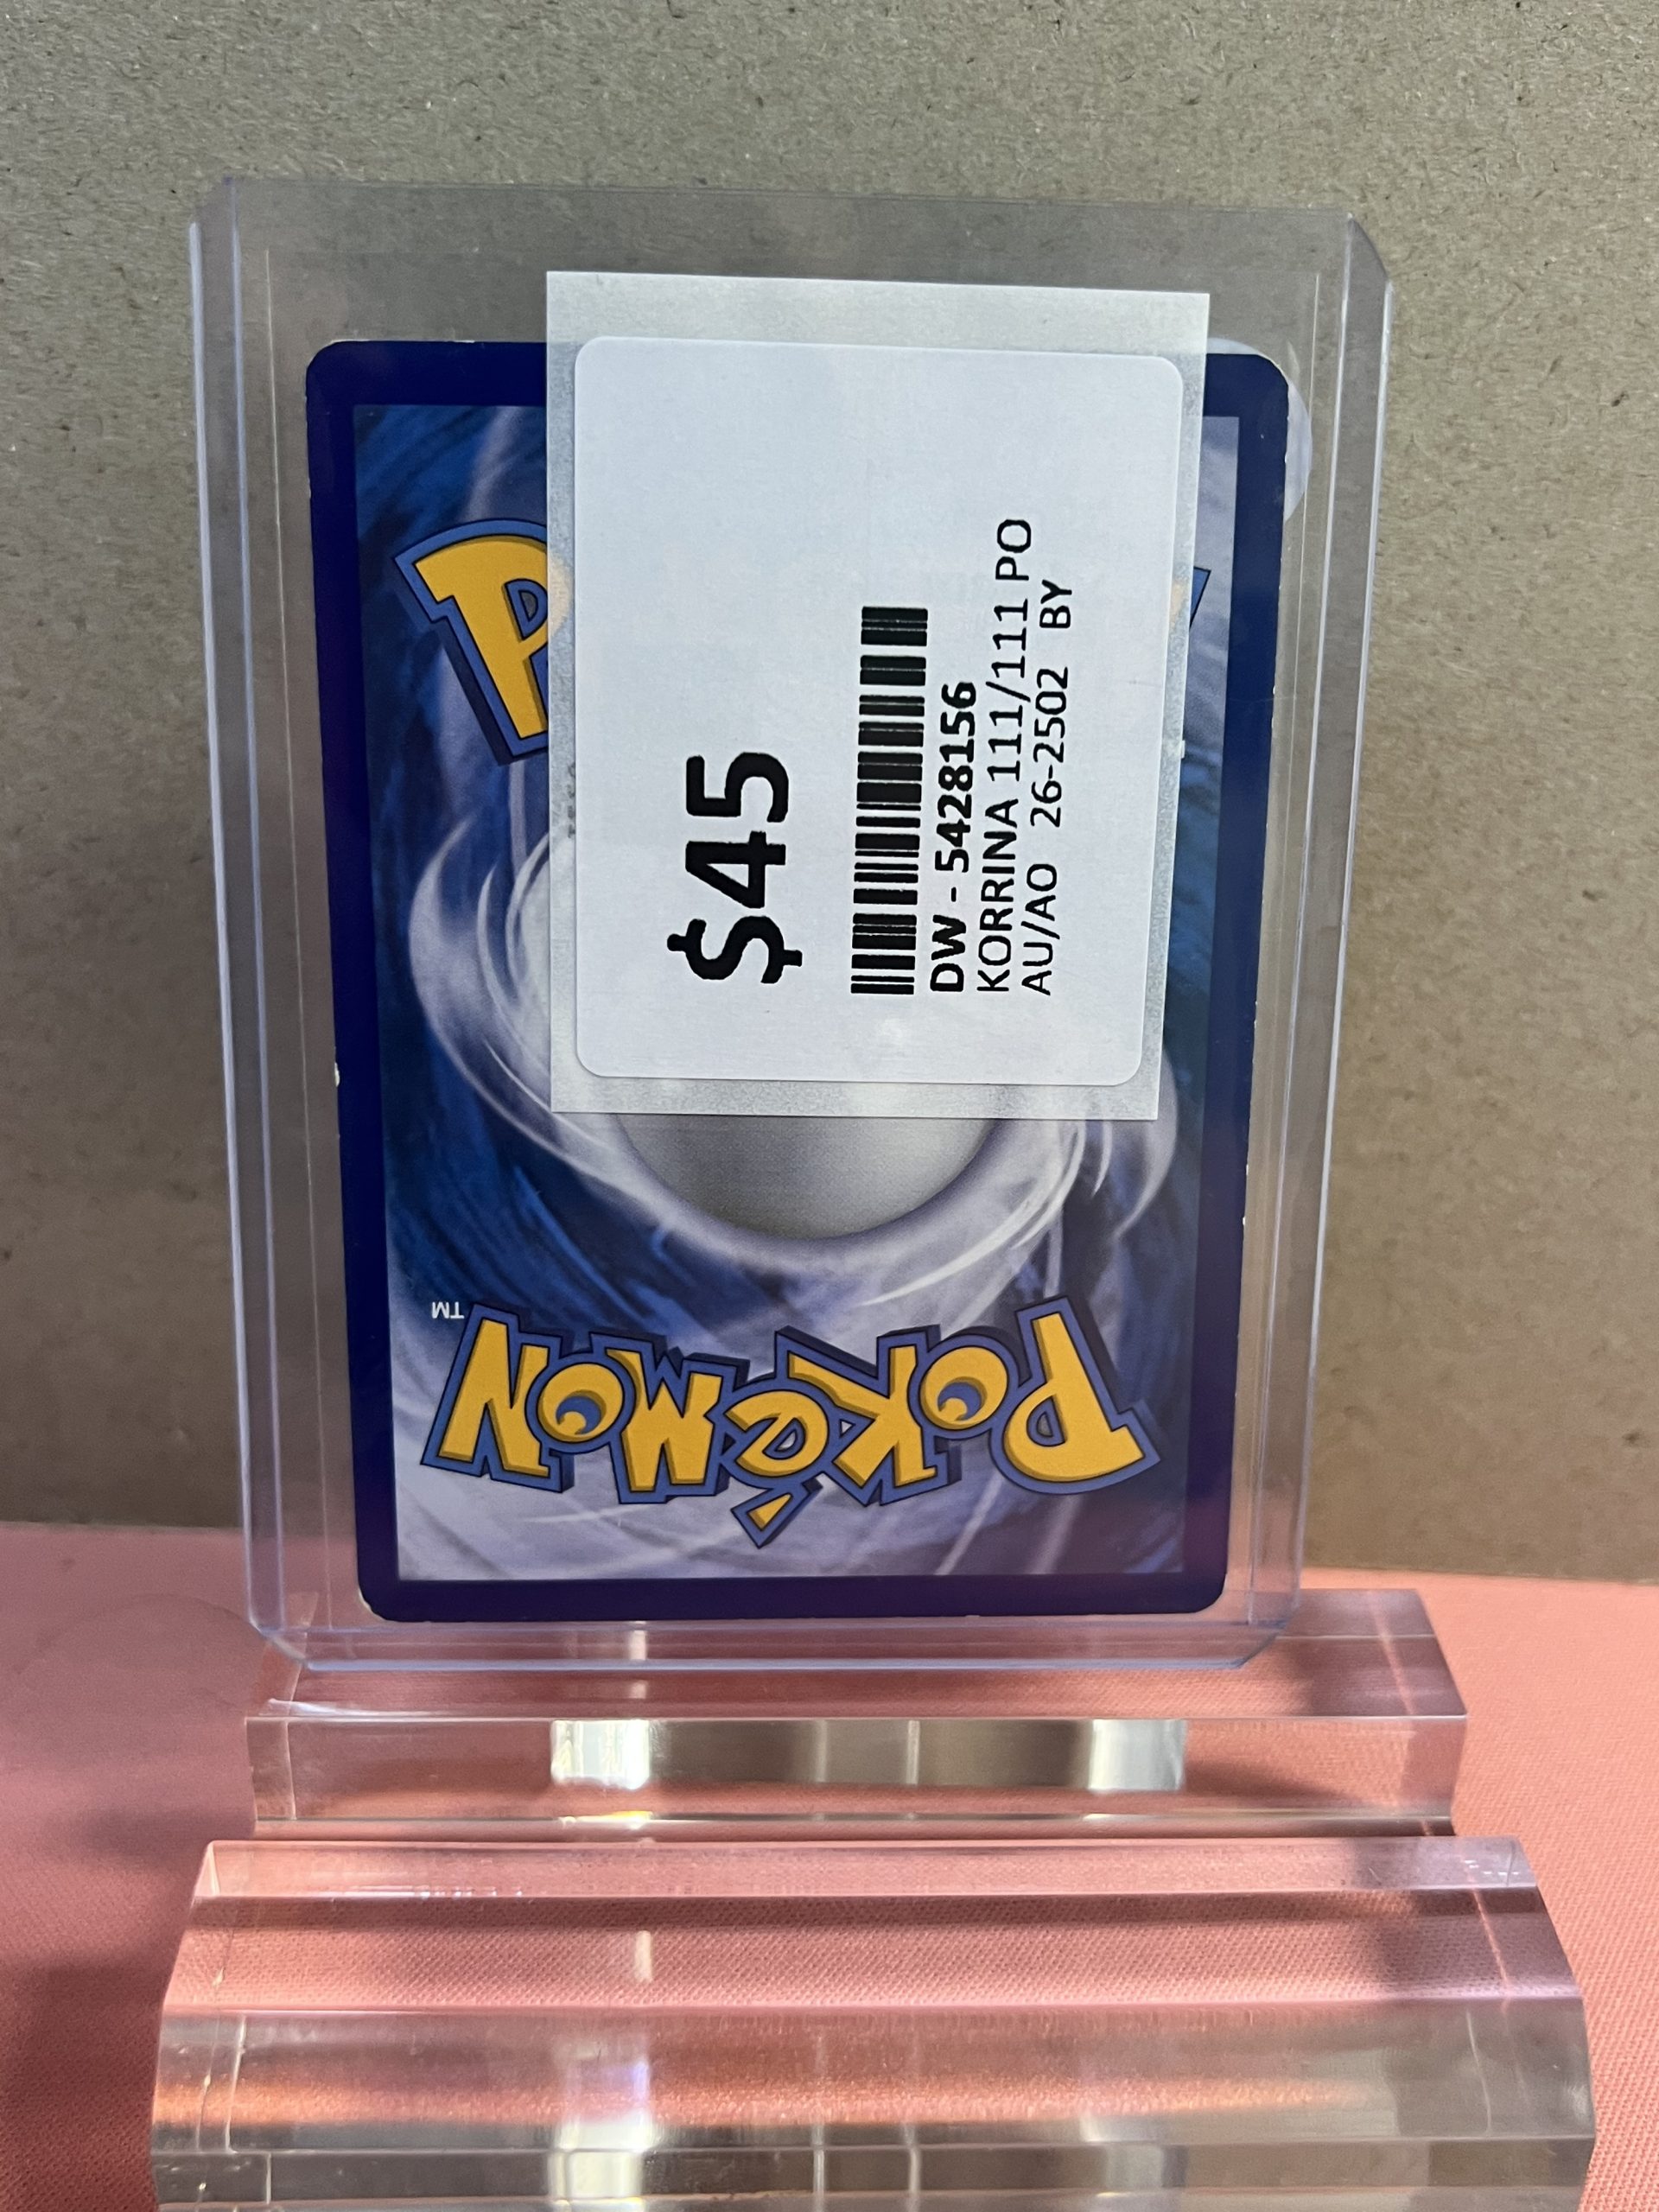 $45
DW - 5428156
KORRINA 111/111 PO
AU/AO 26-2502 BY
POKéMON
TM